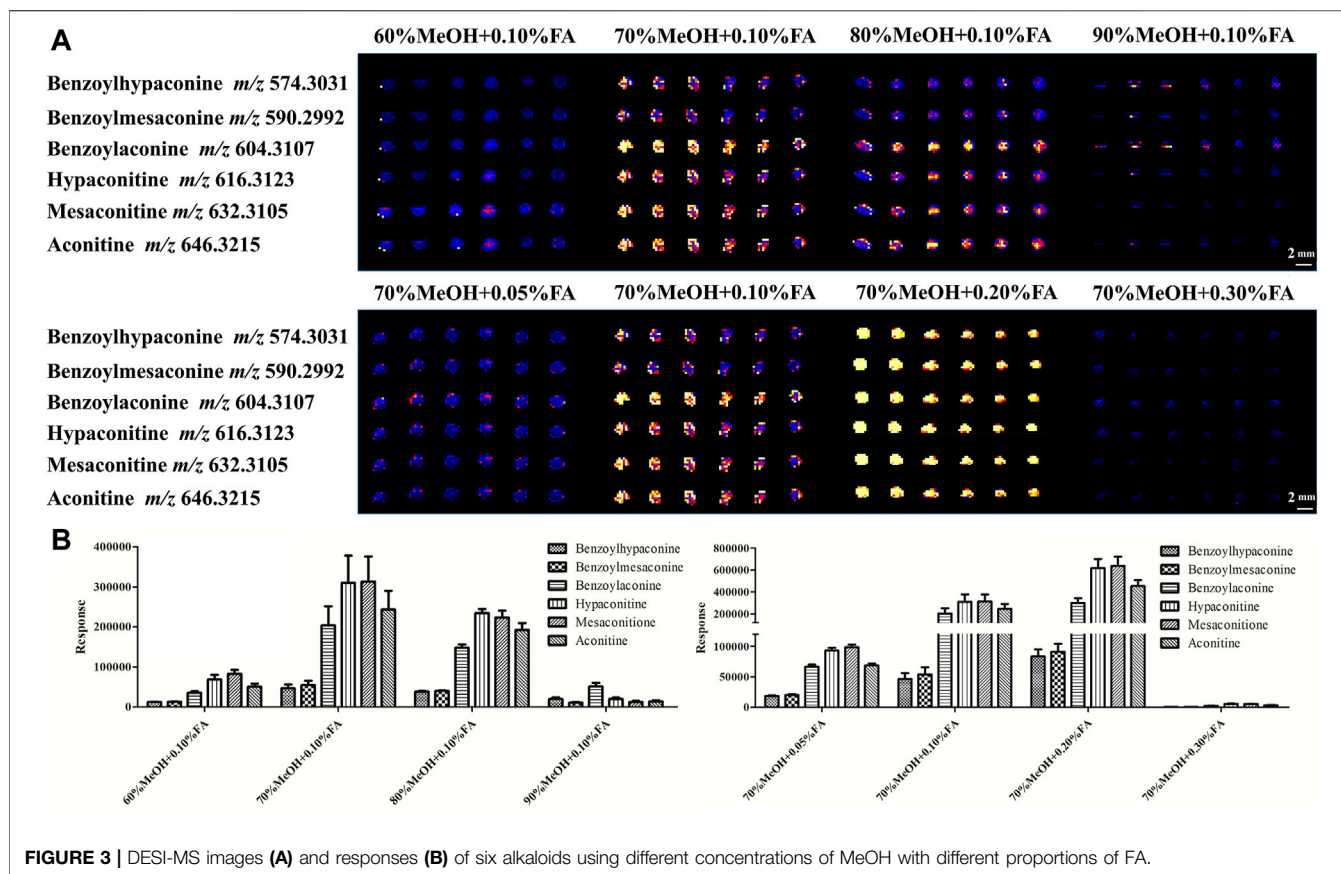 A
60%MeOH+0.10%FA 70%MeOH+0.10%FA 80%MeOH+0.10%FA 90%MeOH+0.10%FA
Benzoylhypaconine m/z 574.3031
Benzoylmesaconine m/z 590.2992
Benzoylaconine m/z 604.3107
Hypaconitine m/z 616.3123
Mesaconitine m/z 632.3105
Aconitine m/z 646.3215
2 mm
70%MeOH+0.05%FA 70%MeOH+0.10%FA 70%MeOH+0.20%FA 70%MeOH+0.30%FA
Benzoylhypaconine m/z 574.3031
Benzoylmesaconine m/z 590.2992
Benzoylaconine m/z 604.3107
Hypaconitine m/z 616.3123
Mesaconitine m/z 632.3105
Aconitine m/z 646.3215
2 mm
B
Response
400000
300000
200000
100000
0
Benzoylhypaconine
Benzoylmesaconine
Benzoylaconine
Hypaconitine
Mesaconitione
Aconitine
60%MeOH+0.10%FA
70%MeOH+0.10%FA
80%MeOH+0.10%FA
90%MeOH+0.10%FA
Response
800000
600000
400000
200000
100000
50000
0
Benzoylhypaconine
Benzoylmesaconine
Benzoylaconine
Hypaconitine
Mesaconitione
Aconitine
70%MeOH+0.05%FA
70%MeOH+0.10%FA
70%MeOH+0.20%FA
70%MeOH+0.30%FA
FIGURE 3 | DESI-MS images (A) and responses (B) of six alkaloids using different concentrations of MeOH with different proportions of FA.